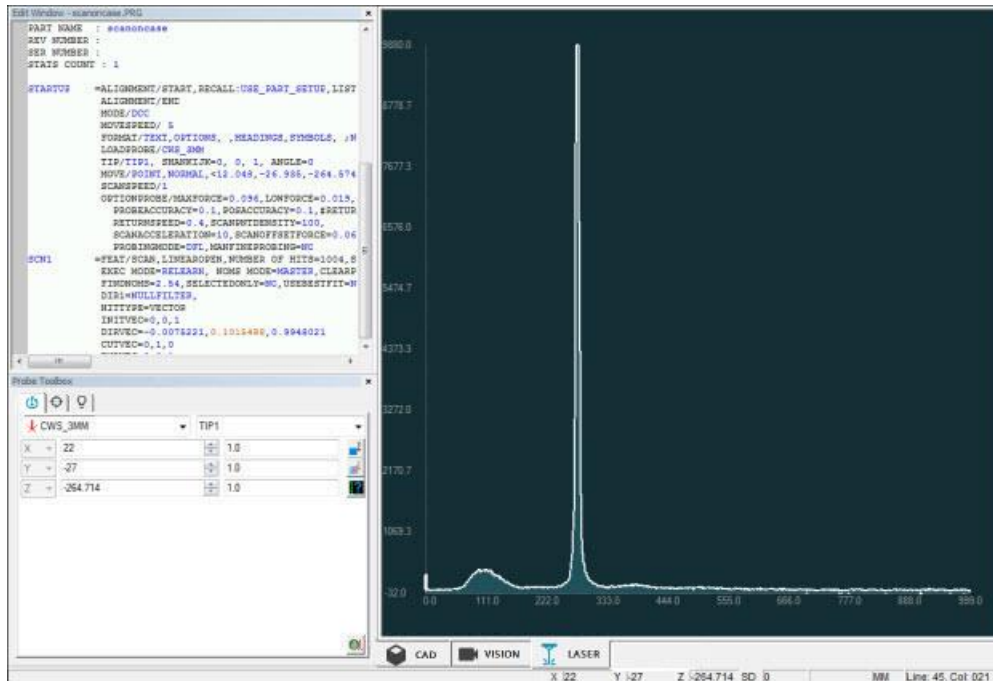 Edit Window - scanoncase.PRG
PART NAME : scanoncase
REV NUMBER :
SER NUMBER :
STATS COUNT : 1
STARTUP =ALIGNMENT/START,RECALL:USE_PART_SETUP,LIST
ALIGNMENT/END
MODE/DCC
MOVESPEED/ 5
FORMAT/TEXT,OPTIONS, ,HEADINGS,SYMBOLS, ;N
LOADPROBE/CWS_3MM
TIP/TIP1, SHANKIJK=0, 0, 1, ANGLE=0
MOVE/POINT,NORMAL,<12.048,-26.985,-264.574
SCANSPEED/1
OPTIONPROBE/MAXFORCE=0.096,LOWFORCE=0.019,
PROBEACCURACY=0.1,POSACCURACY=0.1,#RETUR
RETURNSPEED=0.4,SCANPNTDENSITY=100,
SCANACCELERATION=10,SCANOFFSETFORCE=0.06
PROBINGMODE=DFL,MANFINEPROBING=NO
SCN1 =FEAT/SCAN,LINEAROPEN,NUMBER OF HITS=1004,S
EXEC MODE=RELEARN, NOMS MODE=MASTER,CLEARP
FINDNOMS=2.54,SELECTEDONLY=NO,USEBESTFIT=N
DIR1=NULLFILTER,
HITTYPE=VECTOR
INITVEC=0,0,1
DIRVEC=-0.0075221,0.1015488,0.9948021
CUTVEC=0,1,0
Probe Toolbox
CWS_3MM TIP1
X 22 1.0
Y -27 1.0
Z -264.714 1.0
9880.0
8778.7
7677.3
6576.0
5474.7
4373.3
3272.0
2170.7
1069.3
-32.0
0.0 111.0 222.0 333.0 444.0 555.0 666.0 777.0 888.0 999.0
CAD VISION LASER
X 22 Y -27 Z -264.714 SD 0 MM Line: 45, Col: 021